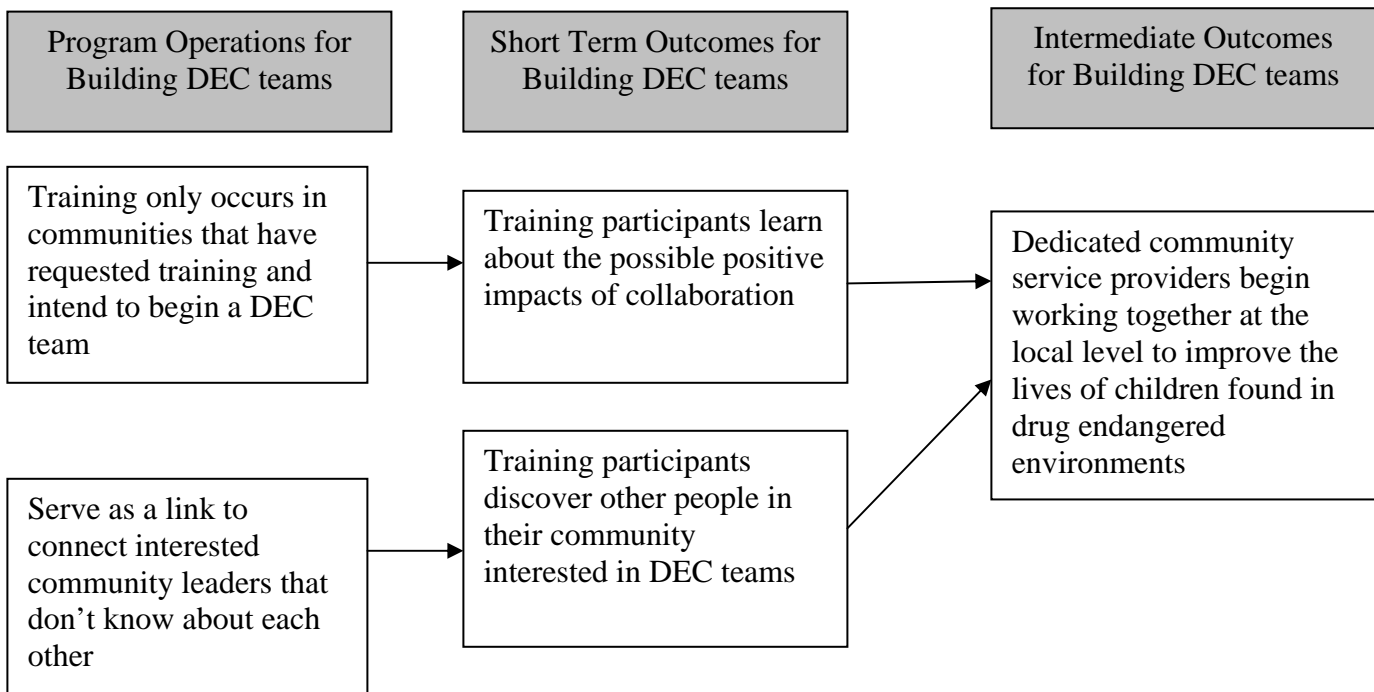 Program Operations for
Building DEC teams
Short Term Outcomes for
Building DEC teams
Intermediate Outcomes
for Building DEC teams
Training only occurs in
communities that have
requested training and
intend to begin a DEC
team
Training participants learn
about the possible positive
impacts of collaboration
Dedicated community
service providers begin
working together at the
local level to improve the
lives of children found in
drug endangered
environments
Serve as a link to
connect interested
community leaders that
don’t know about each
other
Training participants
discover other people in
their community
interested in DEC teams